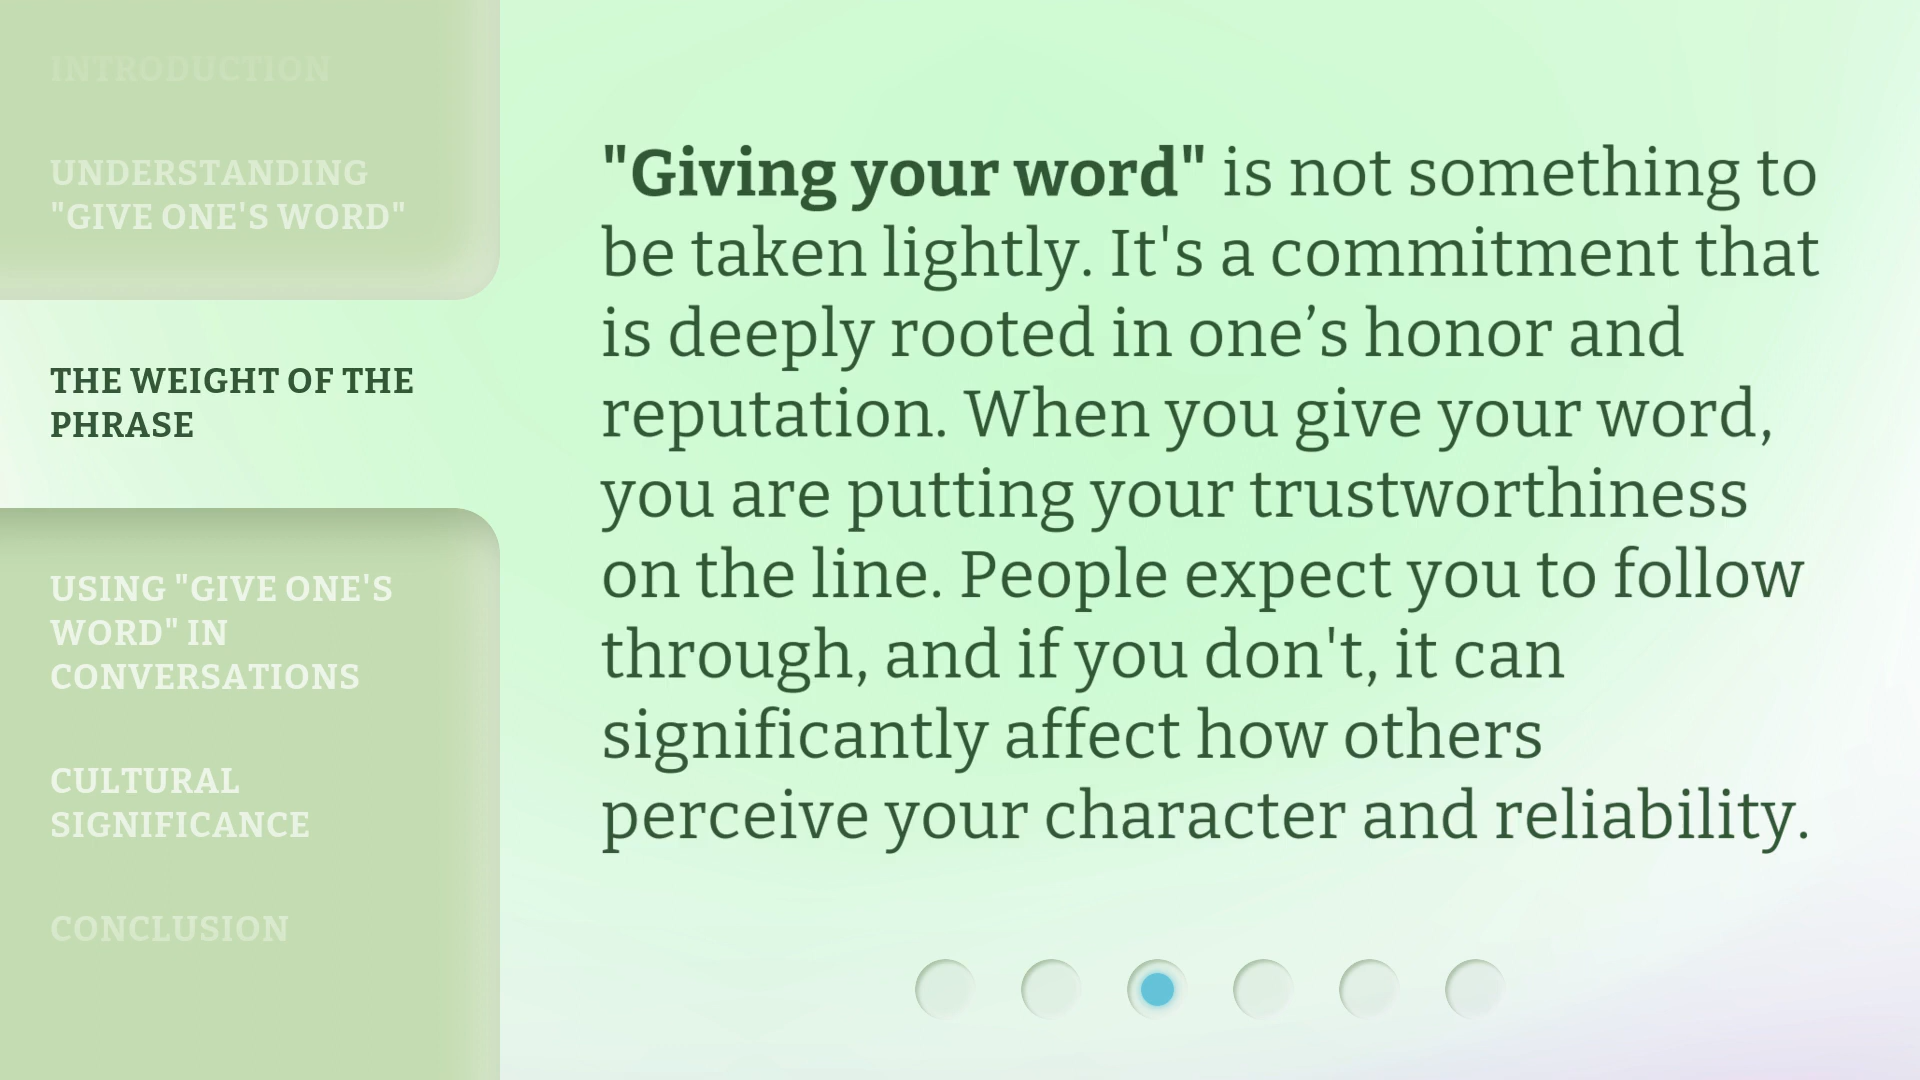 INTRODUCTION
UNDERSTANDING
"GIVE ONE'S WORD"
THE WEIGHT OF THE
PHRASE
USING "GIVE ONE'S
WORD" IN
CONVERSATIONS
CULTURAL
SIGNIFICANCE
CONCLUSION
"Giving your word" is not something to
be taken lightly. It's a commitment that
is deeply rooted in one’s honor and
reputation. When you give your word,
you are putting your trustworthiness
on the line. People expect you to follow
through, and if you don't, it can
significantly affect how others
perceive your character and reliability.